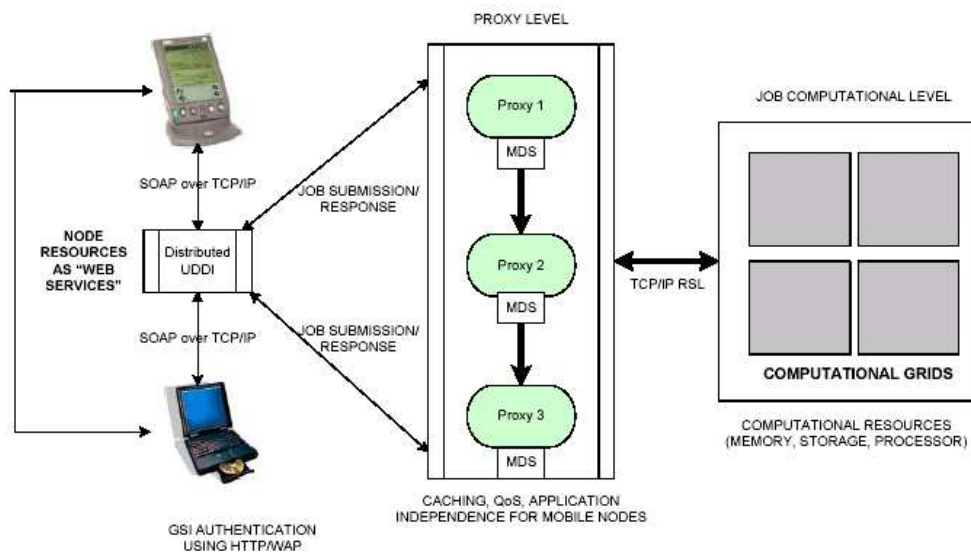 PROXY LEVEL
Proxy 1
MDS
JOB COMPUTATIONAL LEVEL
SOAP over TCP/IP
JOB SUBMISSION/
RESPONSE
NODE
RESOURCES
AS "WEB
SERVICES"
Distributed
UDDI
Proxy 2
MDS
TCP/IP RSL
SOAP over TCP/IP
JOB SUBMISSION/
RESPONSE
COMPUTATIONAL GRIDS
Proxy 3
MDS
COMPUTATIONAL RESOURCES
(MEMORY, STORAGE, PROCESSOR)
CACHING, QoS, APPLICATION
INDEPENDENCE FOR MOBILE NODES
GSI AUTHENTICATION
USING HTTP/WAP